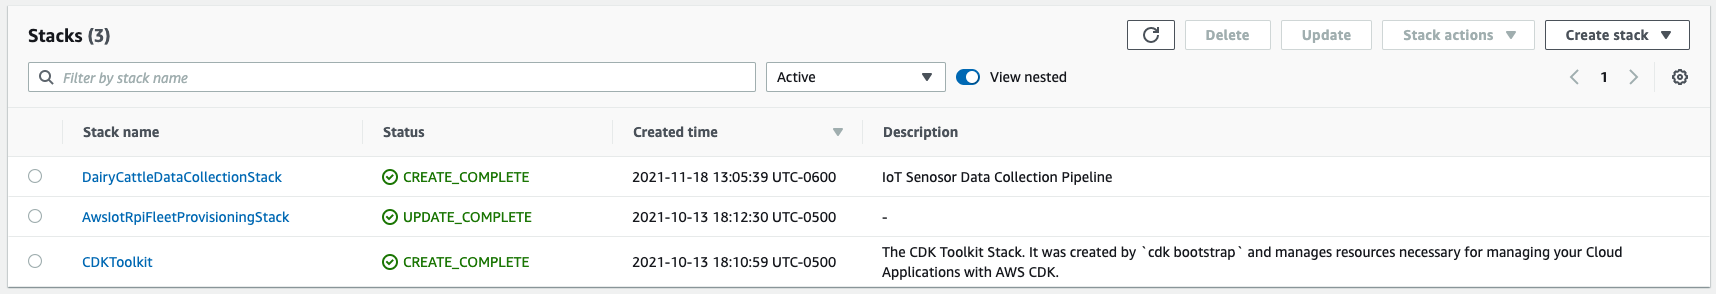 Stacks (3)
Delete
Update
Stack actions
Create stack
Filter by stack name
Active
View nested
1
Stack name
Status
Created time
Description
DairyCattleDataCollectionStack
CREATE_COMPLETE
2021-11-18 13:05:39 UTC-0600
IoT Senosor Data Collection Pipeline
AwsIotRpiFleetProvisioningStack
UPDATE_COMPLETE
2021-10-13 18:12:30 UTC-0500
-
CDKToolkit
CREATE_COMPLETE
2021-10-13 18:10:59 UTC-0500
The CDK Toolkit Stack. It was created by `cdk bootstrap` and manages resources necessary for managing your Cloud
Applications with AWS CDK.